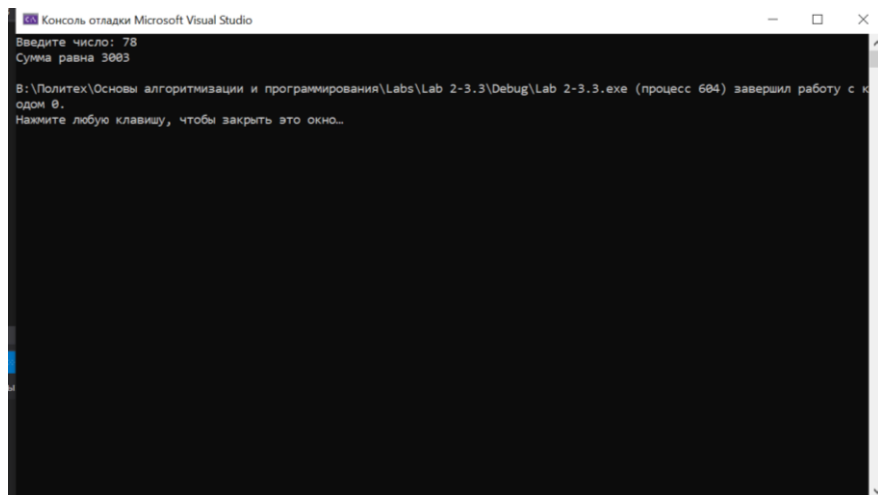 Консоль отладки Microsoft Visual Studio
Введите число: 78
Сумма равна 3003
B:\Политех\Основы алгоритмизации и программирования\Labs\Lab 2-3.3\Debug\Lab 2-3.3.exe (процесс 604) завершил работу с к
одом 0.
Нажмите любую клавишу, чтобы закрыть это окно…